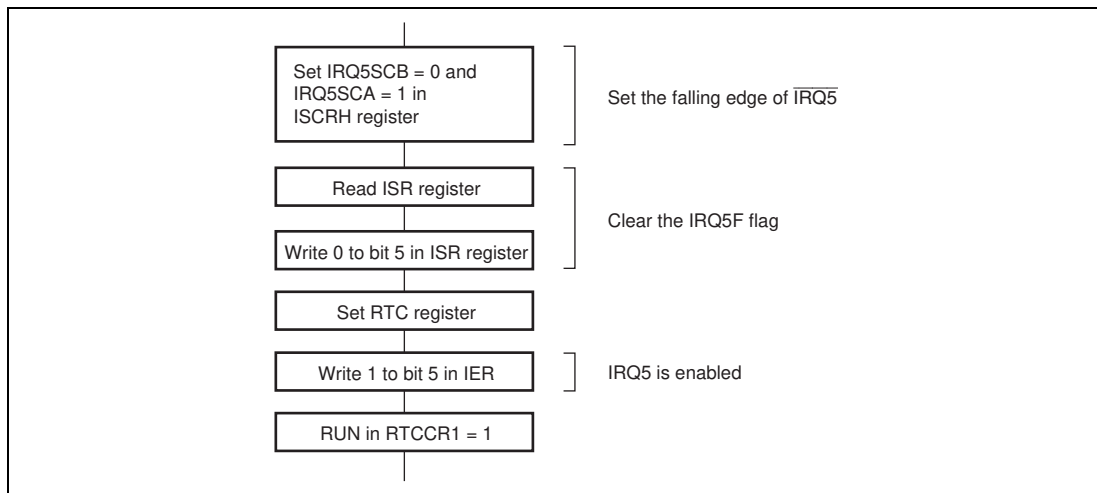 Set IRQ5SCB = 0 and
IRQ5SCA = 1 in
ISCRH register
Set the falling edge of IRQ5
Read ISR register
Clear the IRQ5F flag
Write 0 to bit 5 in ISR register
Set RTC register
Write 1 to bit 5 in IER
IRQ5 is enabled
RUN in RTCCR1 = 1